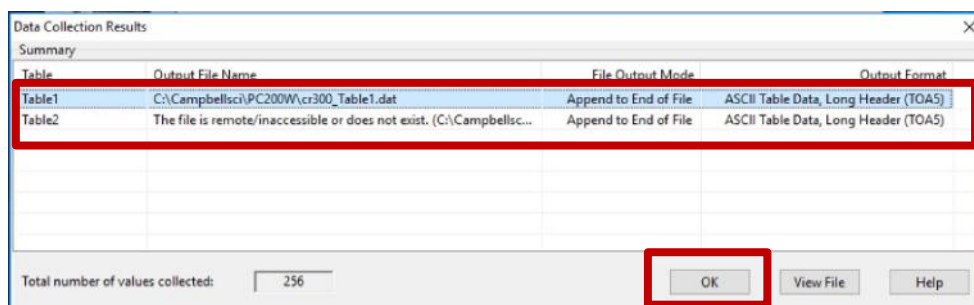 Data Collection Results
Summary
Table Output File Name File Output Mode Output Format
Table1 C:\Campbellsci\PC200W\cr300_Table1.dat Append to End of File ASCII Table Data, Long Header (TOA5)
Table2 The file is remote/inaccessible or does not exist. (C:\Campbellsc... Append to End of File ASCII Table Data, Long Header (TOA5)
Total number of values collected: 256 OK View File Help